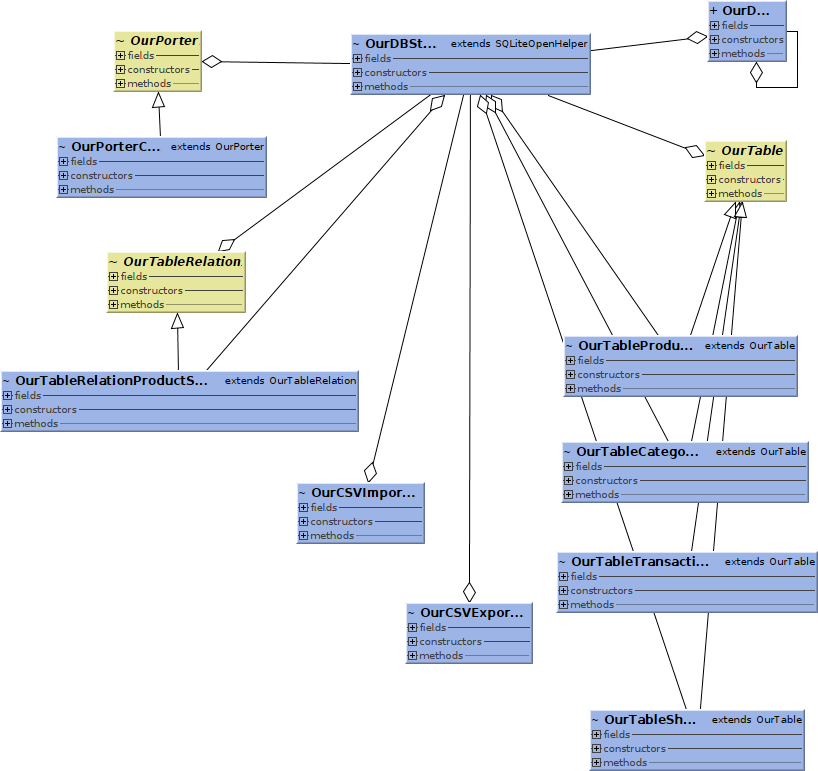 + OurD...
fields
constructors
methods
~ OurPorter
fields
constructors
methods
~ OurDBSt... extends SQLiteOpenHelper
fields
constructors
methods
~ OurPorterC... extends OurPorter
fields
constructors
methods
~ OurTable
fields
constructors
methods
~ OurTableRelation
fields
constructors
methods
~ OurTableProdu... extends OurTable
fields
constructors
methods
~ OurTableRelationProductS... extends OurTableRelation
fields
constructors
methods
~ OurTableCatego... extends OurTable
fields
constructors
methods
~ OurCSVImpor...
fields
constructors
methods
~ OurTableTransacti... extends OurTable
fields
constructors
methods
~ OurCSVExpor...
fields
constructors
methods
~ OurTableSh... extends OurTable
fields
constructors
methods